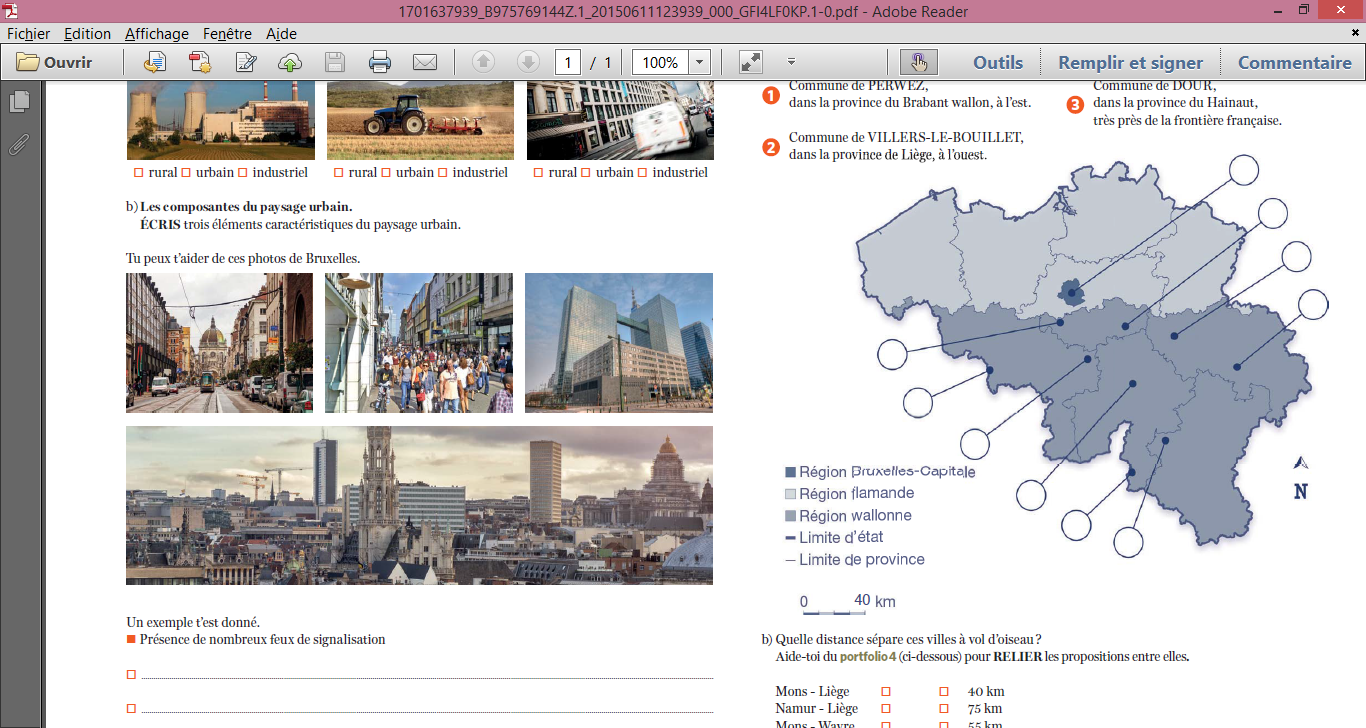 1701637939_B975769144Z.1_20150611123939_000_GFI4LF0KP.1-0.pdf - Adobe Reader
Fichier Edition Affichage Fenêtre Aide
Ouvrir
1 / 1
100%
Outils
Remplir et signer
Commentaire
rural urbain industriel
rural urbain industriel
rural urbain industriel
b) Les composantes du paysage urbain.
ÉCRIS trois éléments caractéristiques du paysage urbain.
Tu peux t'aider de ces photos de Bruxelles.
Un exemple t'est donné.
Présence de nombreux feux de signalisation
1 Commune de PERWEZ,
dans la province du Brabant wallon, à l'est.
2 Commune de VILLERS-LE-BOUILLET,
dans la province de Liège, à l'ouest.
3 Commune de DOUR,
dans la province du Hainaut,
très près de la frontière française.
Région Bruxelles-Capitale
Région flamande
Région wallonne
Limite d'état
Limite de province
N
0 40 km
b) Quelle distance sépare ces villes à vol d'oiseau ?
Aide-toi du portfolio 4 (ci-dessous) pour RELIER les propositions entre elles.
Mons - Liège 40 km
Namur - Liège 75 km
Mons - Wavre 55 km